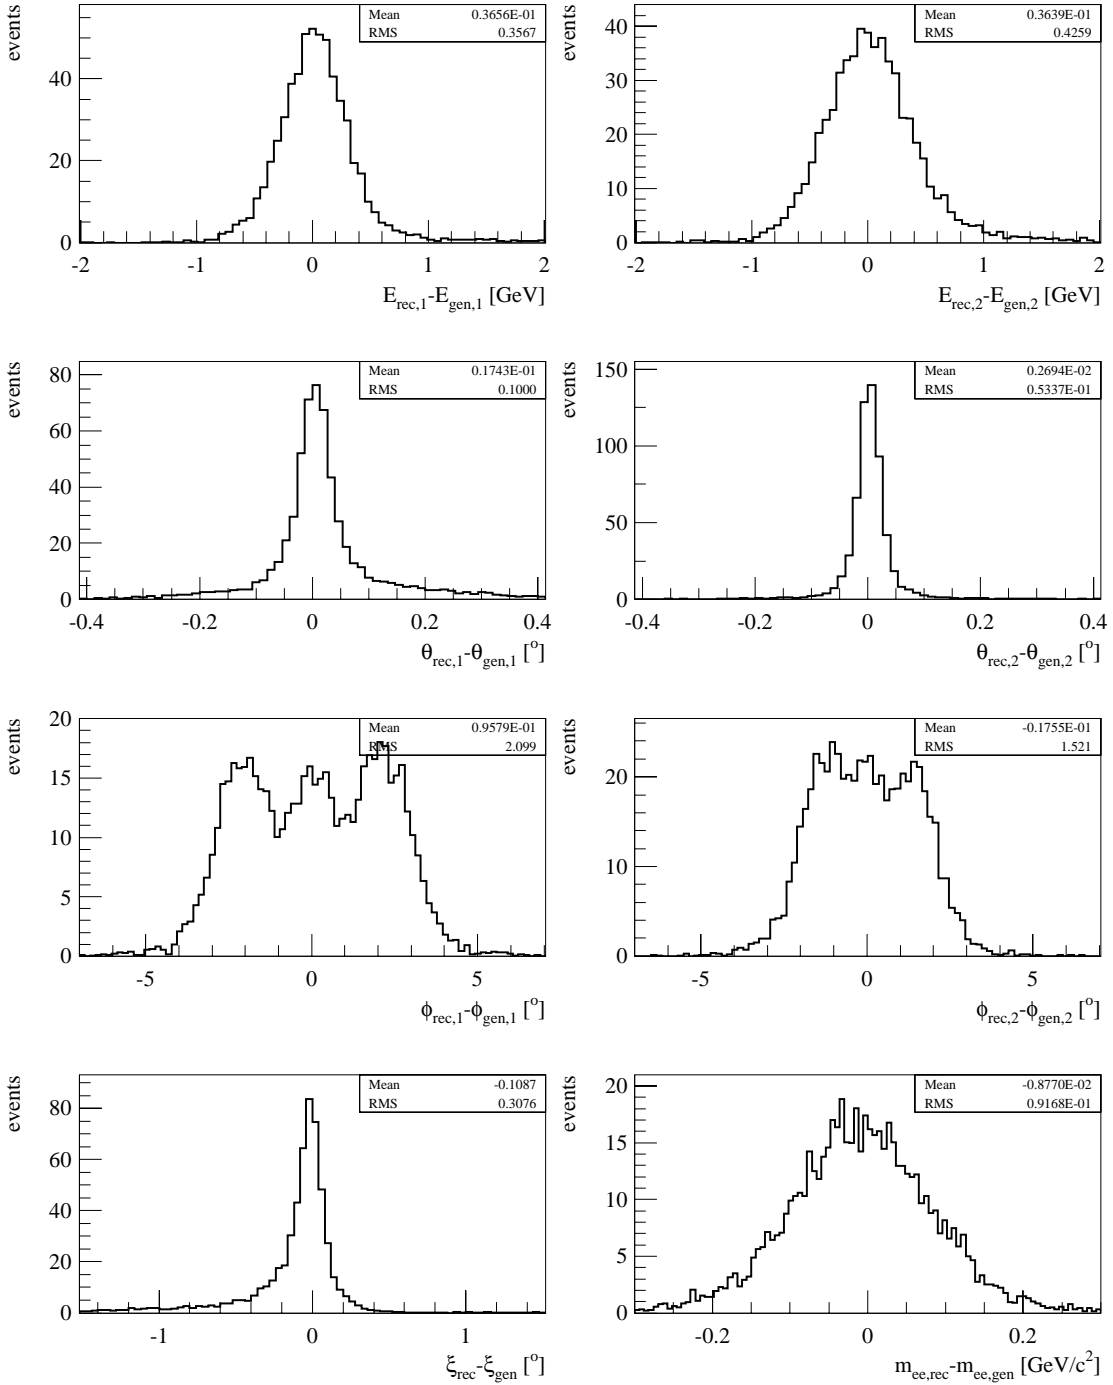 events
Mean 0.3656E-01
RMS 0.3567
40
20
0
-2 -1 0 1 2
E_rec,1-E_gen,1 [GeV]
events
Mean 0.3639E-01
RMS 0.4259
40
30
20
10
0
-2 -1 0 1 2
E_rec,2-E_gen,2 [GeV]
events
Mean 0.1743E-01
RMS 0.1000
80
60
40
20
0
-0.4 -0.2 0 0.2 0.4
θ_rec,1-θ_gen,1 [°]
events
Mean 0.2694E-02
RMS 0.5337E-01
150
100
50
0
-0.4 -0.2 0 0.2 0.4
θ_rec,2-θ_gen,2 [°]
events
Mean 0.9579E-01
RMS 2.099
20
15
10
5
0
-5 0 5
ϕ_rec,1-ϕ_gen,1 [°]
events
Mean -0.1755E-01
RMS 1.521
20
10
0
-5 0 5
ϕ_rec,2-ϕ_gen,2 [°]
events
Mean -0.1087
RMS 0.3076
80
60
40
20
0
-1 0 1
ξ_rec-ξ_gen [°]
events
Mean -0.8770E-02
RMS 0.9168E-01
20
15
10
5
0
-0.2 0 0.2
m_ee,rec-m_ee,gen [GeV/c²]